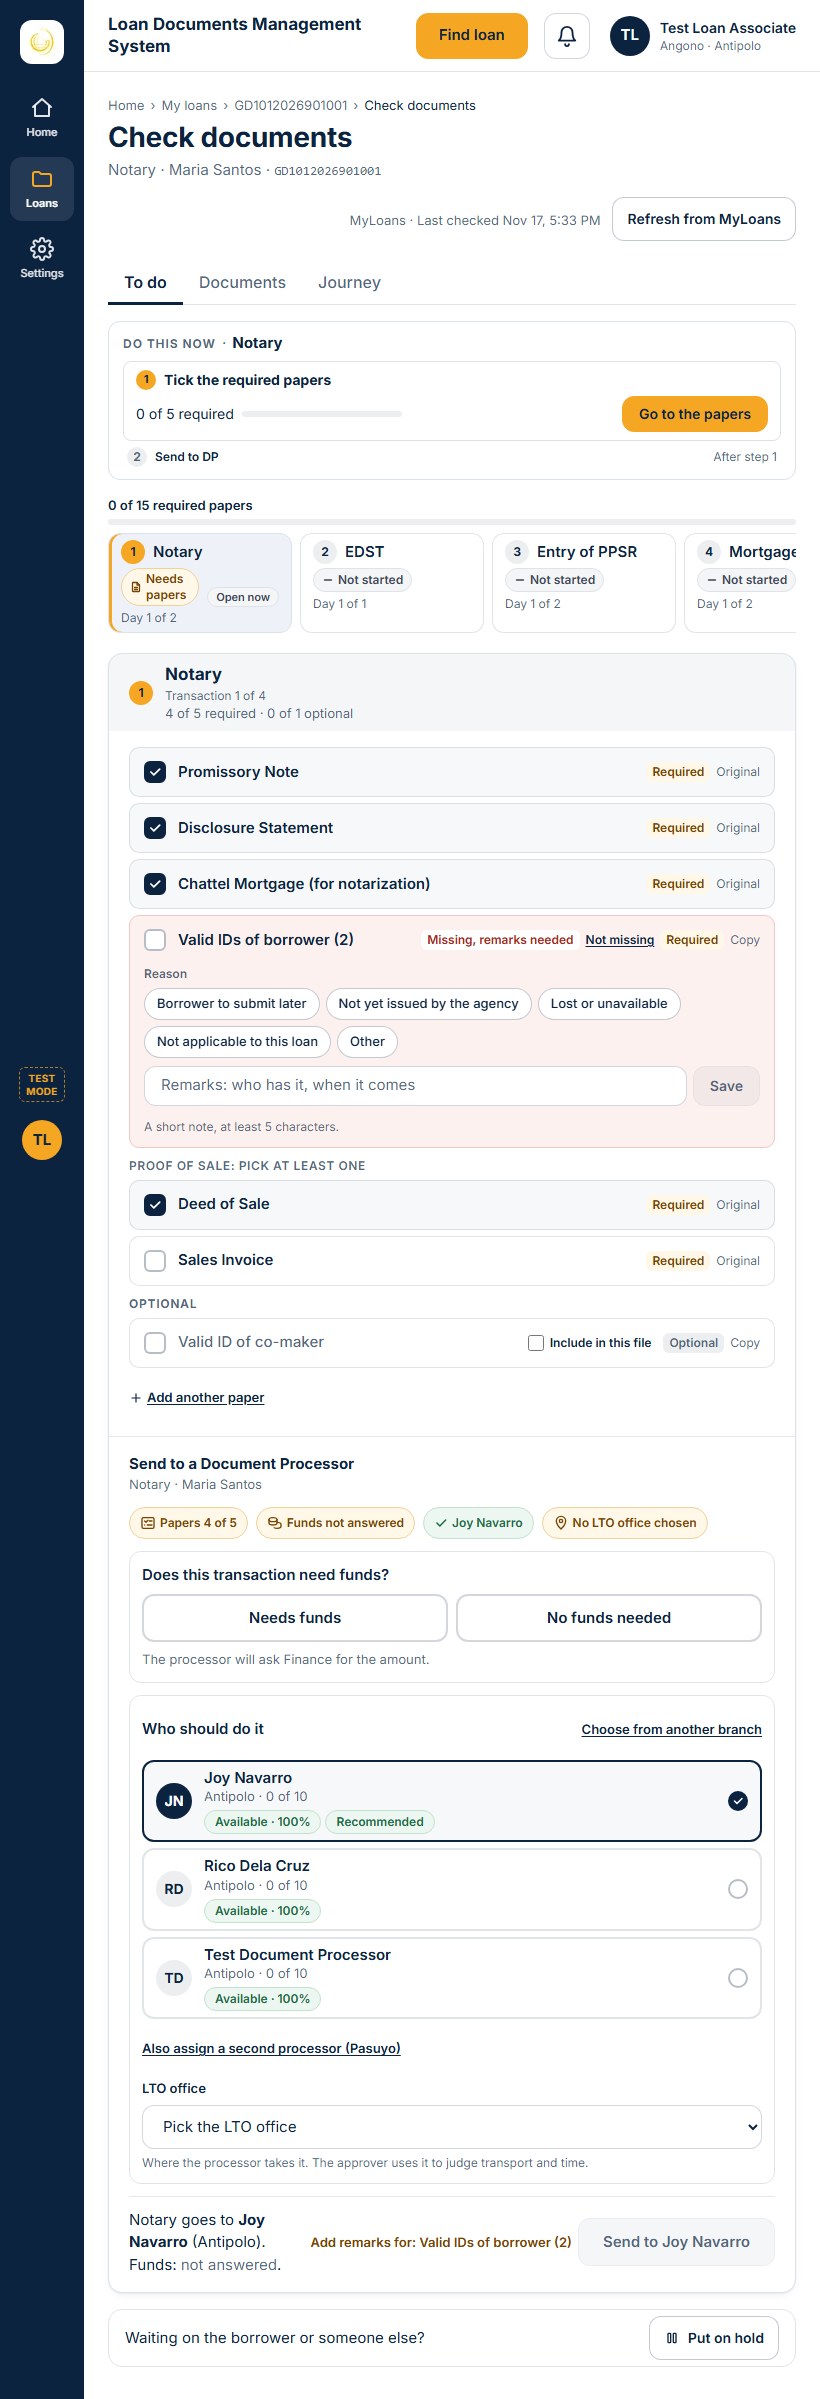 Loan Documents Management System
Find loan
TL
Test Loan Associate
Angono · Antipolo
Home
Loans
Settings
TEST MODE
TL
Home › My loans › GD1012026901001 › Check documents
Check documents
Notary · Maria Santos · GD1012026901001
MyLoans · Last checked Nov 17, 5:33 PM
Refresh from MyLoans
To do
Documents
Journey
DO THIS NOW · Notary
1 Tick the required papers
0 of 5 required
Go to the papers
2 Send to DP
After step 1
0 of 15 required papers
1 Notary
Needs papers
Open now
Day 1 of 2
2 EDST
Not started
Day 1 of 1
3 Entry of PPSR
Not started
Day 1 of 2
4 Mortgage
Not started
Day 1 of 2
1
Notary
Transaction 1 of 4
4 of 5 required · 0 of 1 optional
Promissory Note Required Original
Disclosure Statement Required Original
Chattel Mortgage (for notarization) Required Original
Valid IDs of borrower (2) Missing, remarks needed Not missing Required Copy
Reason
Borrower to submit later
Not yet issued by the agency
Lost or unavailable
Not applicable to this loan
Other
Remarks: who has it, when it comes
Save
A short note, at least 5 characters.
PROOF OF SALE: PICK AT LEAST ONE
Deed of Sale Required Original
Sales Invoice Required Original
OPTIONAL
Valid ID of co-maker Include in this file Optional Copy
+ Add another paper
Send to a Document Processor
Notary · Maria Santos
Papers 4 of 5
Funds not answered
Joy Navarro
No LTO office chosen
Does this transaction need funds?
Needs funds
No funds needed
The processor will ask Finance for the amount.
Who should do it
Choose from another branch
JN
Joy Navarro
Antipolo · 0 of 10
Available · 100%
Recommended
RD
Rico Dela Cruz
Antipolo · 0 of 10
Available · 100%
TD
Test Document Processor
Antipolo · 0 of 10
Available · 100%
Also assign a second processor (Pasuyo)
LTO office
Pick the LTO office
Where the processor takes it. The approver uses it to judge transport and time.
Notary goes to Joy Navarro (Antipolo). Funds: not answered.
Add remarks for: Valid IDs of borrower (2)
Send to Joy Navarro
Waiting on the borrower or someone else?
Put on hold